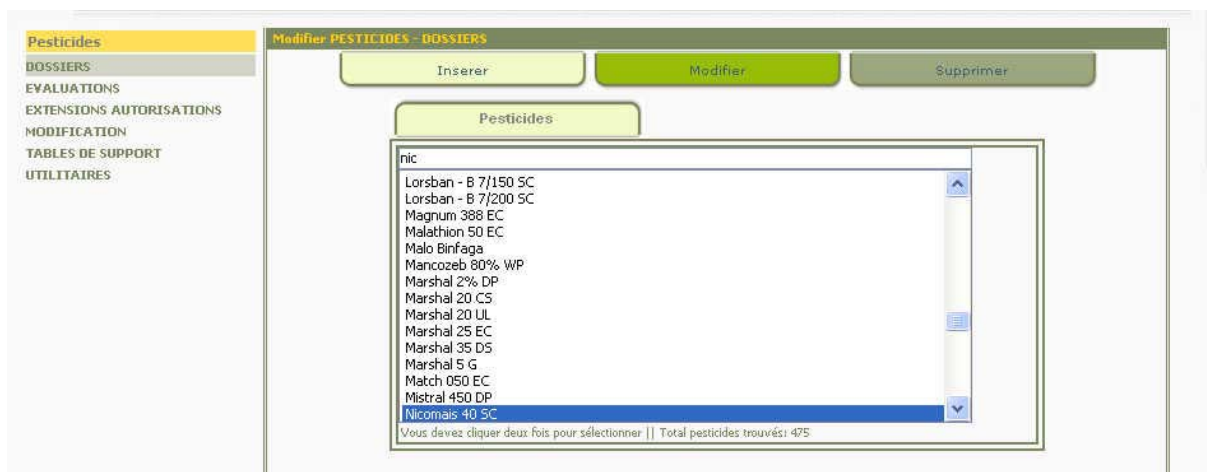 Pesticides
DOSSIERS
EVALUATIONS
EXTENSIONS AUTORISATIONS
MODIFICATION
TABLES DE SUPPORT
UTILITAIRES
Modifier PESTICIDES - DOSSIERS
Inserer
Modifier
Supprimer
Pesticides
nic
Lorsban - B 7/150 SC
Lorsban - B 7/200 SC
Magnum 388 EC
Malathion 50 EC
Malo Binfaga
Mancozeb 80% WP
Marshal 2% DP
Marshal 20 CS
Marshal 20 UL
Marshal 25 EC
Marshal 35 DS
Marshal 5 G
Match 050 EC
Mistral 450 DP
Nicomais 40 SC
Vous devez cliquer deux fois pour sélectionner || Total pesticides trouvés: 475